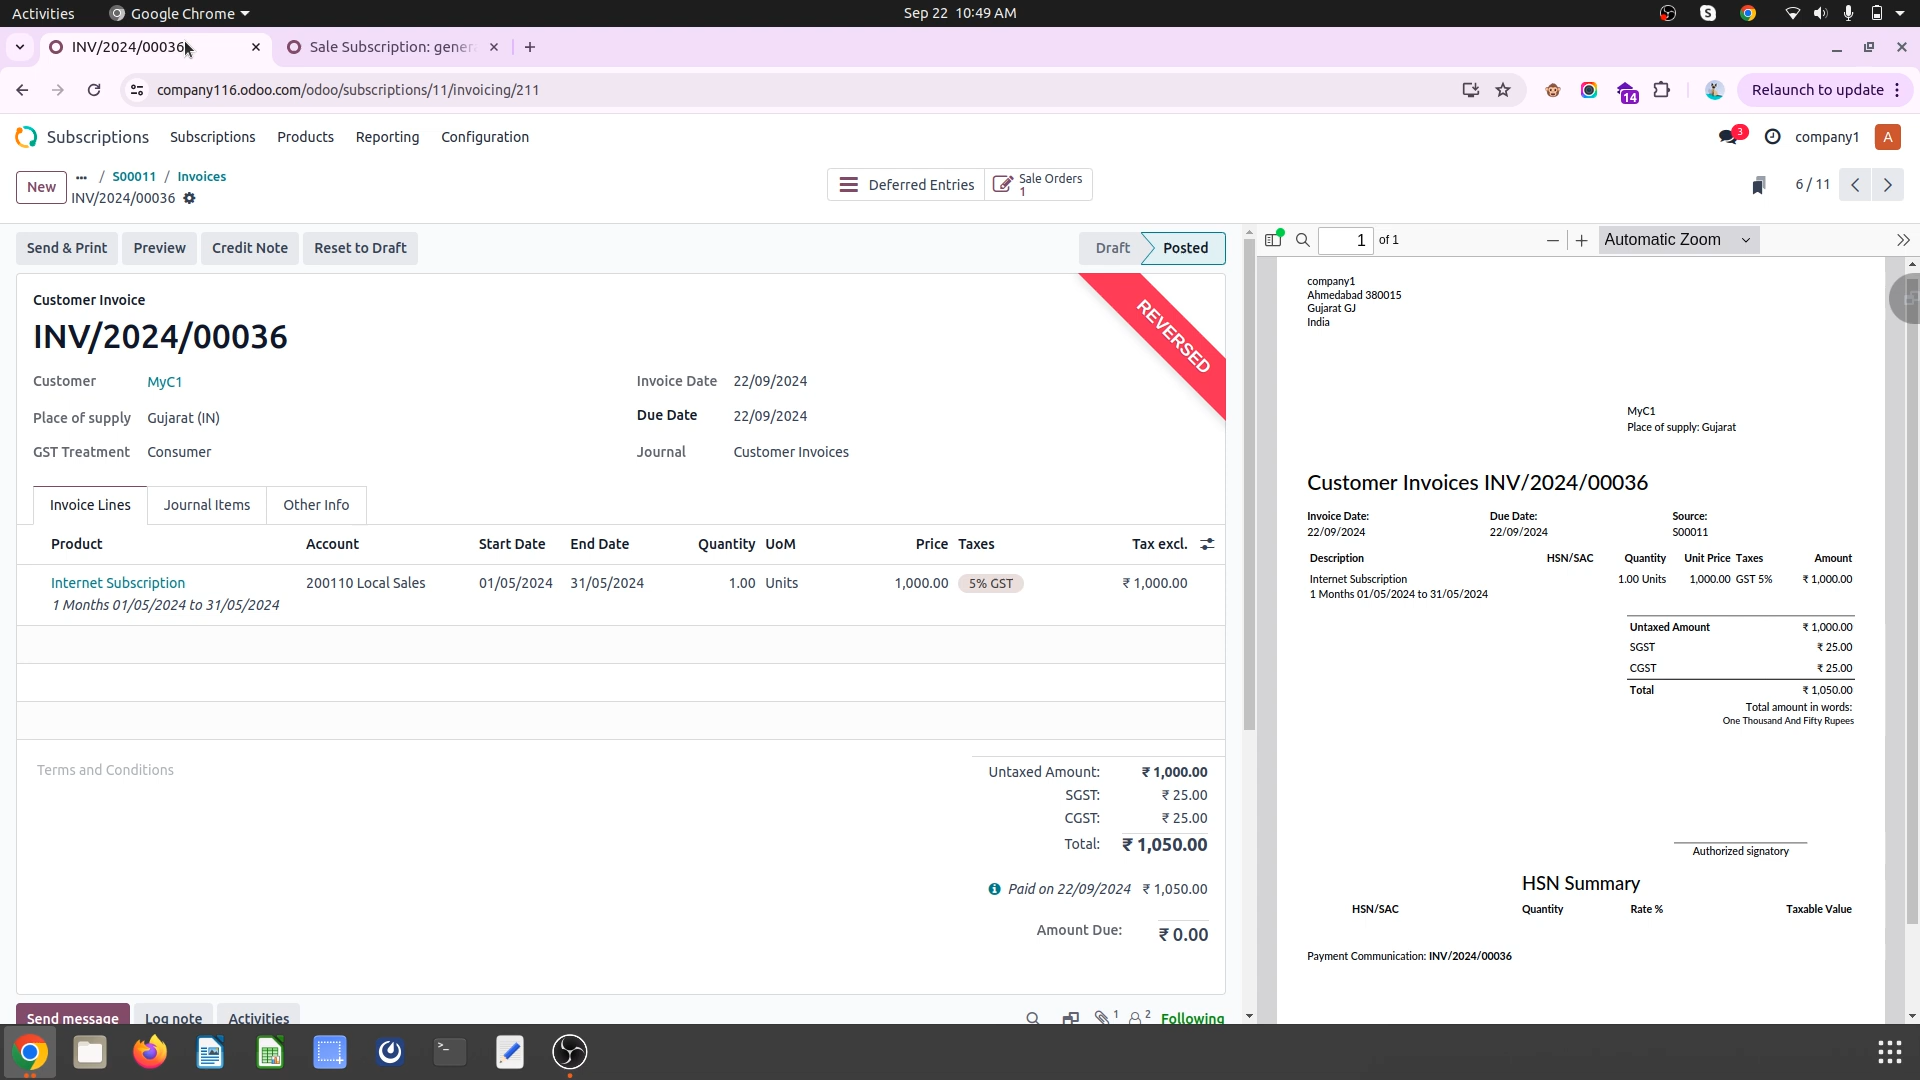 Activities
Google Chrome
Sep 22 10:49 AM
INV/2024/00036
Sale Subscription: gener
company116.odoo.com/odoo/subscriptions/11/invoicing/211
14
Relaunch to update
Subscriptions
Subscriptions
Products
Reporting
Configuration
3
company1
A
New
... / S00011 / Invoices
INV/2024/00036
Deferred Entries
Sale Orders
1
6 / 11
Send & Print
Preview
Credit Note
Reset to Draft
Draft
Posted
1
of 1
Automatic Zoom
Customer Invoice
INV/2024/00036
REVERSED
Customer
MyC1
Place of supply
Gujarat (IN)
GST Treatment
Consumer
Invoice Date
22/09/2024
Due Date
22/09/2024
Journal
Customer Invoices
Invoice Lines
Journal Items
Other Info
Product Account Start Date End Date Quantity UoM Price Taxes Tax excl.
Internet Subscription 200110 Local Sales 01/05/2024 31/05/2024 1.00 Units 1,000.00 5% GST ₹ 1,000.00
1 Months 01/05/2024 to 31/05/2024
Terms and Conditions
Untaxed Amount: ₹ 1,000.00
SGST: ₹ 25.00
CGST: ₹ 25.00
Total: ₹ 1,050.00
Paid on 22/09/2024 ₹ 1,050.00
Amount Due: ₹ 0.00
Send message
Log note
Activities
1
2
Following
company1
Ahmedabad 380015
Gujarat GJ
India
MyC1
Place of supply: Gujarat
Customer Invoices INV/2024/00036
Invoice Date: Due Date: Source:
22/09/2024 22/09/2024 S00011
Description HSN/SAC Quantity Unit Price Taxes Amount
Internet Subscription 1.00 Units 1,000.00 GST 5% ₹ 1,000.00
1 Months 01/05/2024 to 31/05/2024
Untaxed Amount ₹ 1,000.00
SGST ₹ 25.00
CGST ₹ 25.00
Total ₹ 1,050.00
Total amount in words:
One Thousand And Fifty Rupees
Authorized signatory
HSN Summary
HSN/SAC Quantity Rate % Taxable Value
Payment Communication: INV/2024/00036